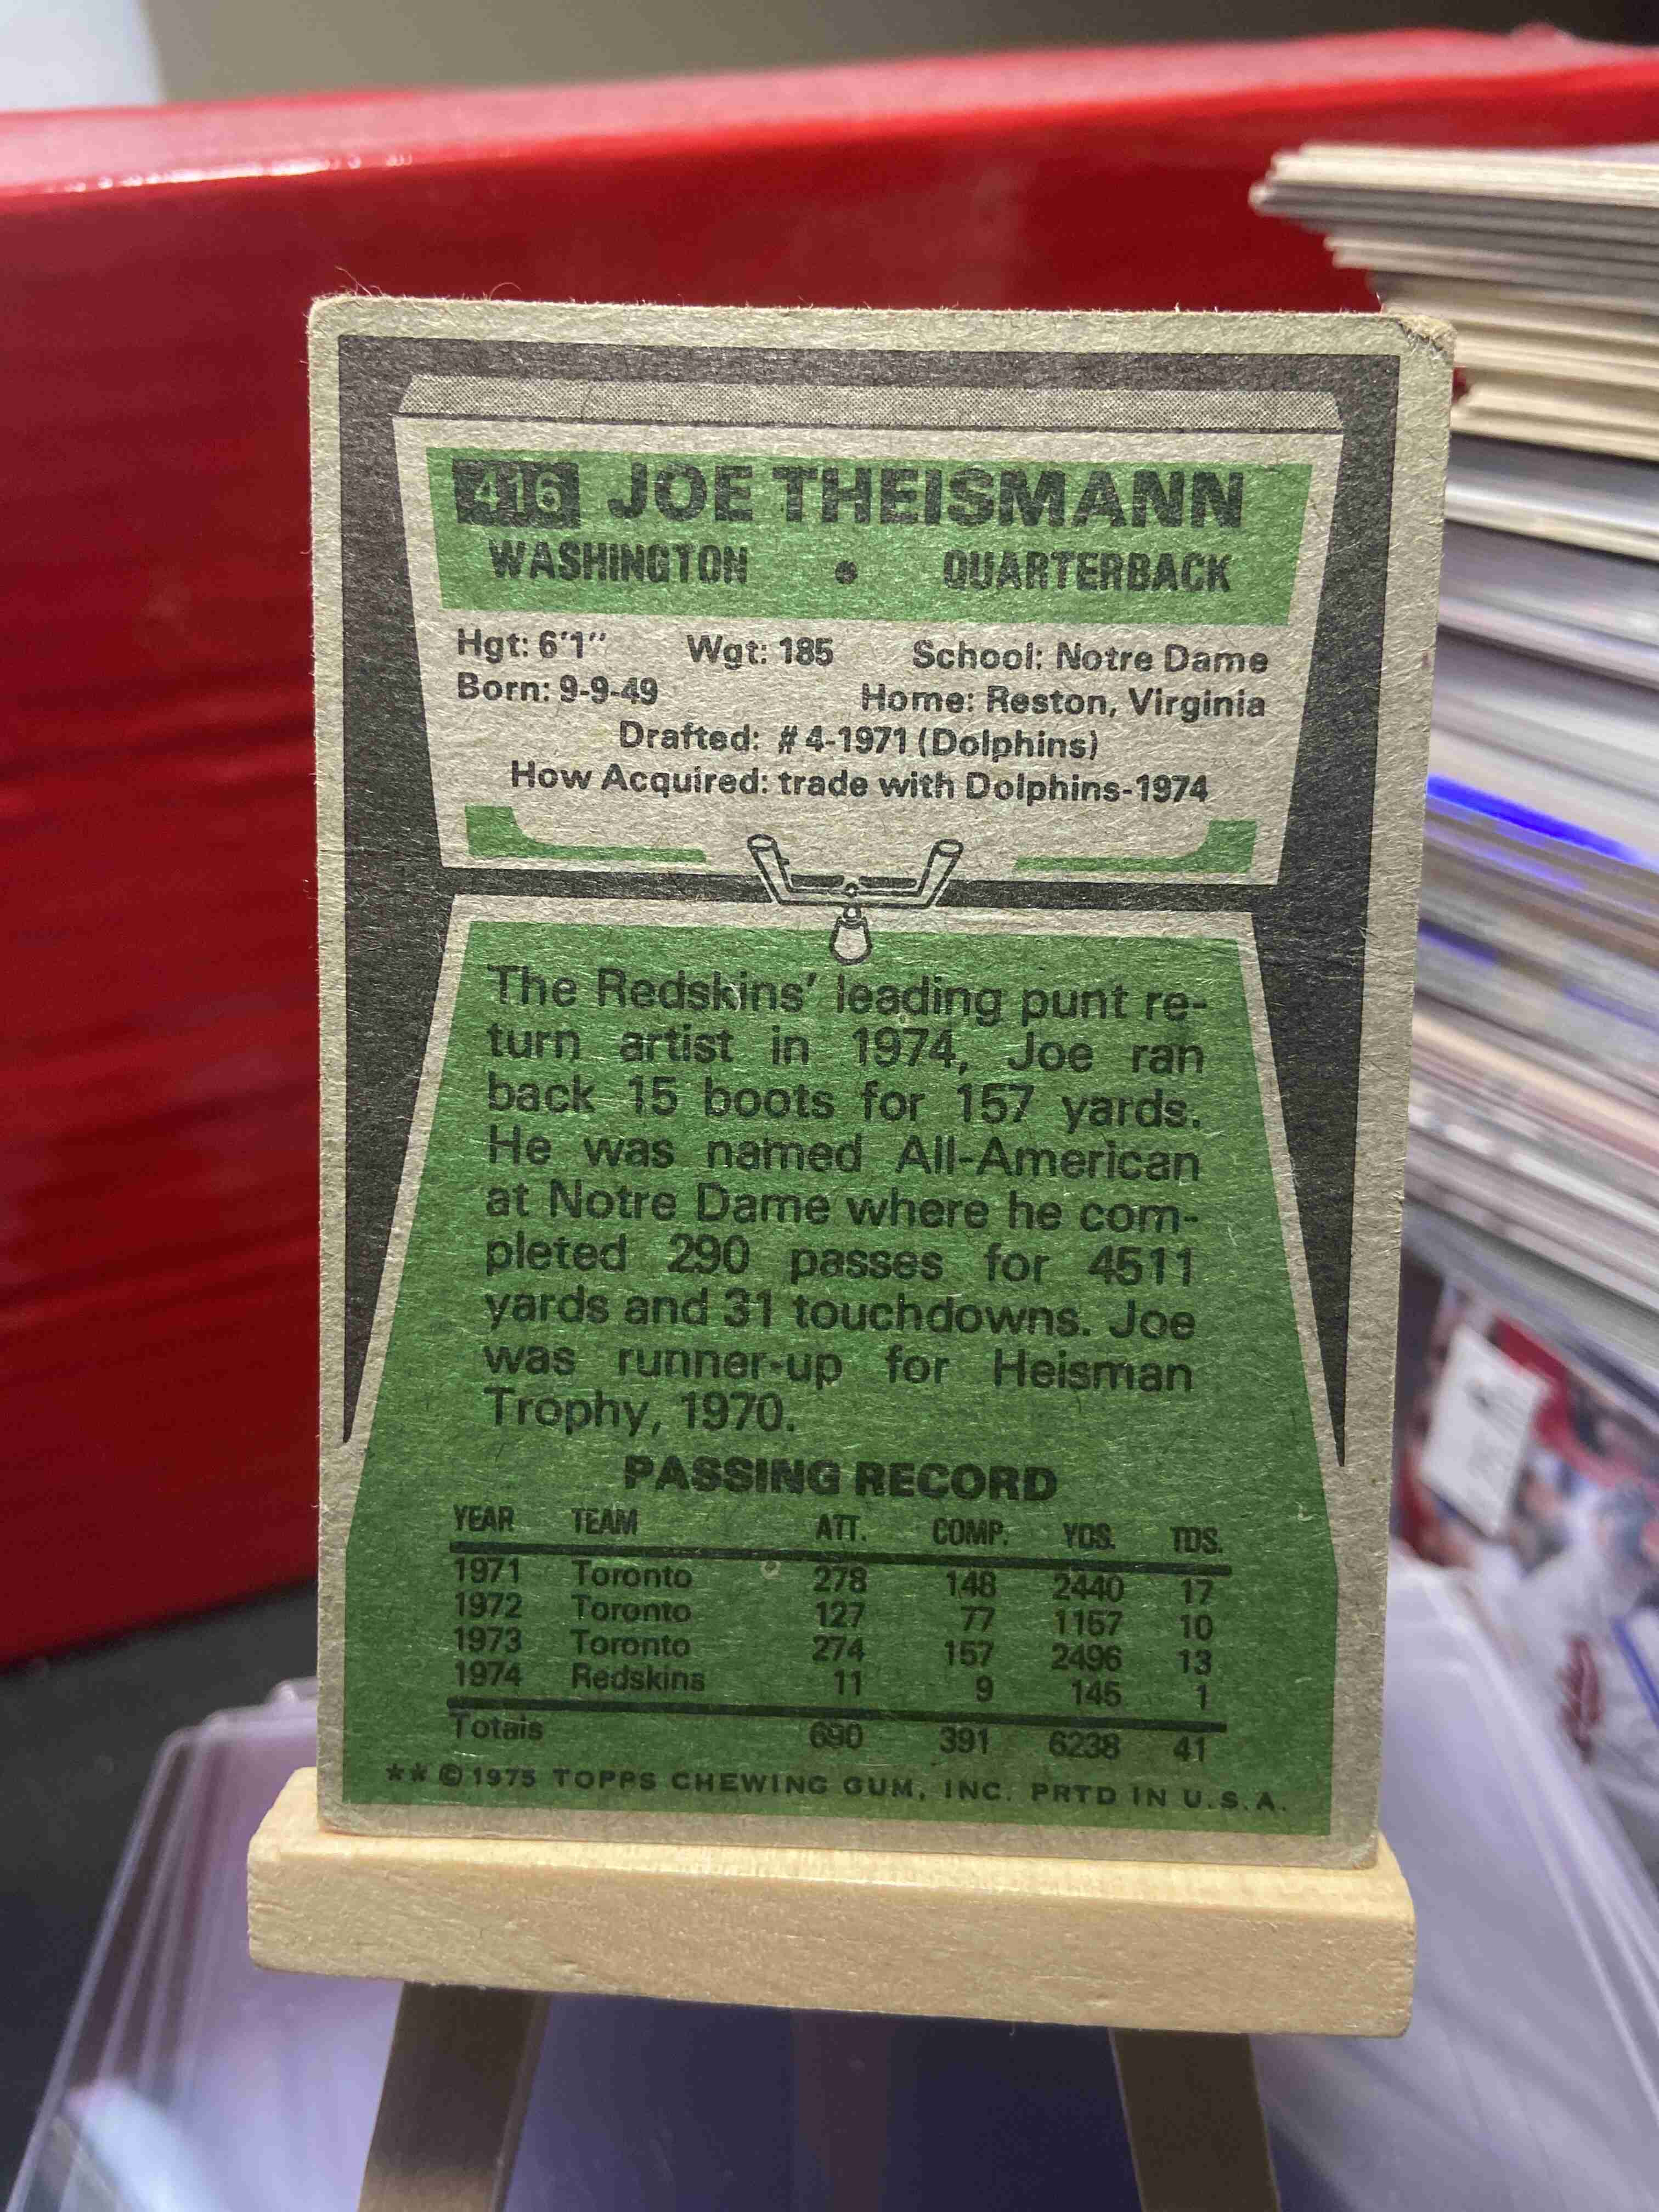 416 JOE THEISMANN
WASHINGTON • QUARTERBACK
Hgt: 6'1" Wgt: 185 School: Notre Dame
Born: 9-9-49 Home: Reston, Virginia
Drafted: #4-1971 (Dolphins)
How Acquired: trade with Dolphins-1974
The Redskins' leading punt re-
turn artist in 1974, Joe ran
back 15 boots for 157 yards.
He was named All-American
at Notre Dame where he com-
pleted 290 passes for 4511
yards and 31 touchdowns. Joe
was runner-up for Heisman
Trophy, 1970.
PASSING RECORD
YEAR TEAM ATT. COMP. YDS. TDS.
1971 Toronto 278 148 2440 17
1972 Toronto 127 77 1157 10
1973 Toronto 274 157 2496 13
1974 Redskins 11 9 145 1
Totals 690 391 6238 41
**©1975 TOPPS CHEWING GUM, INC. PRTD IN U.S.A.